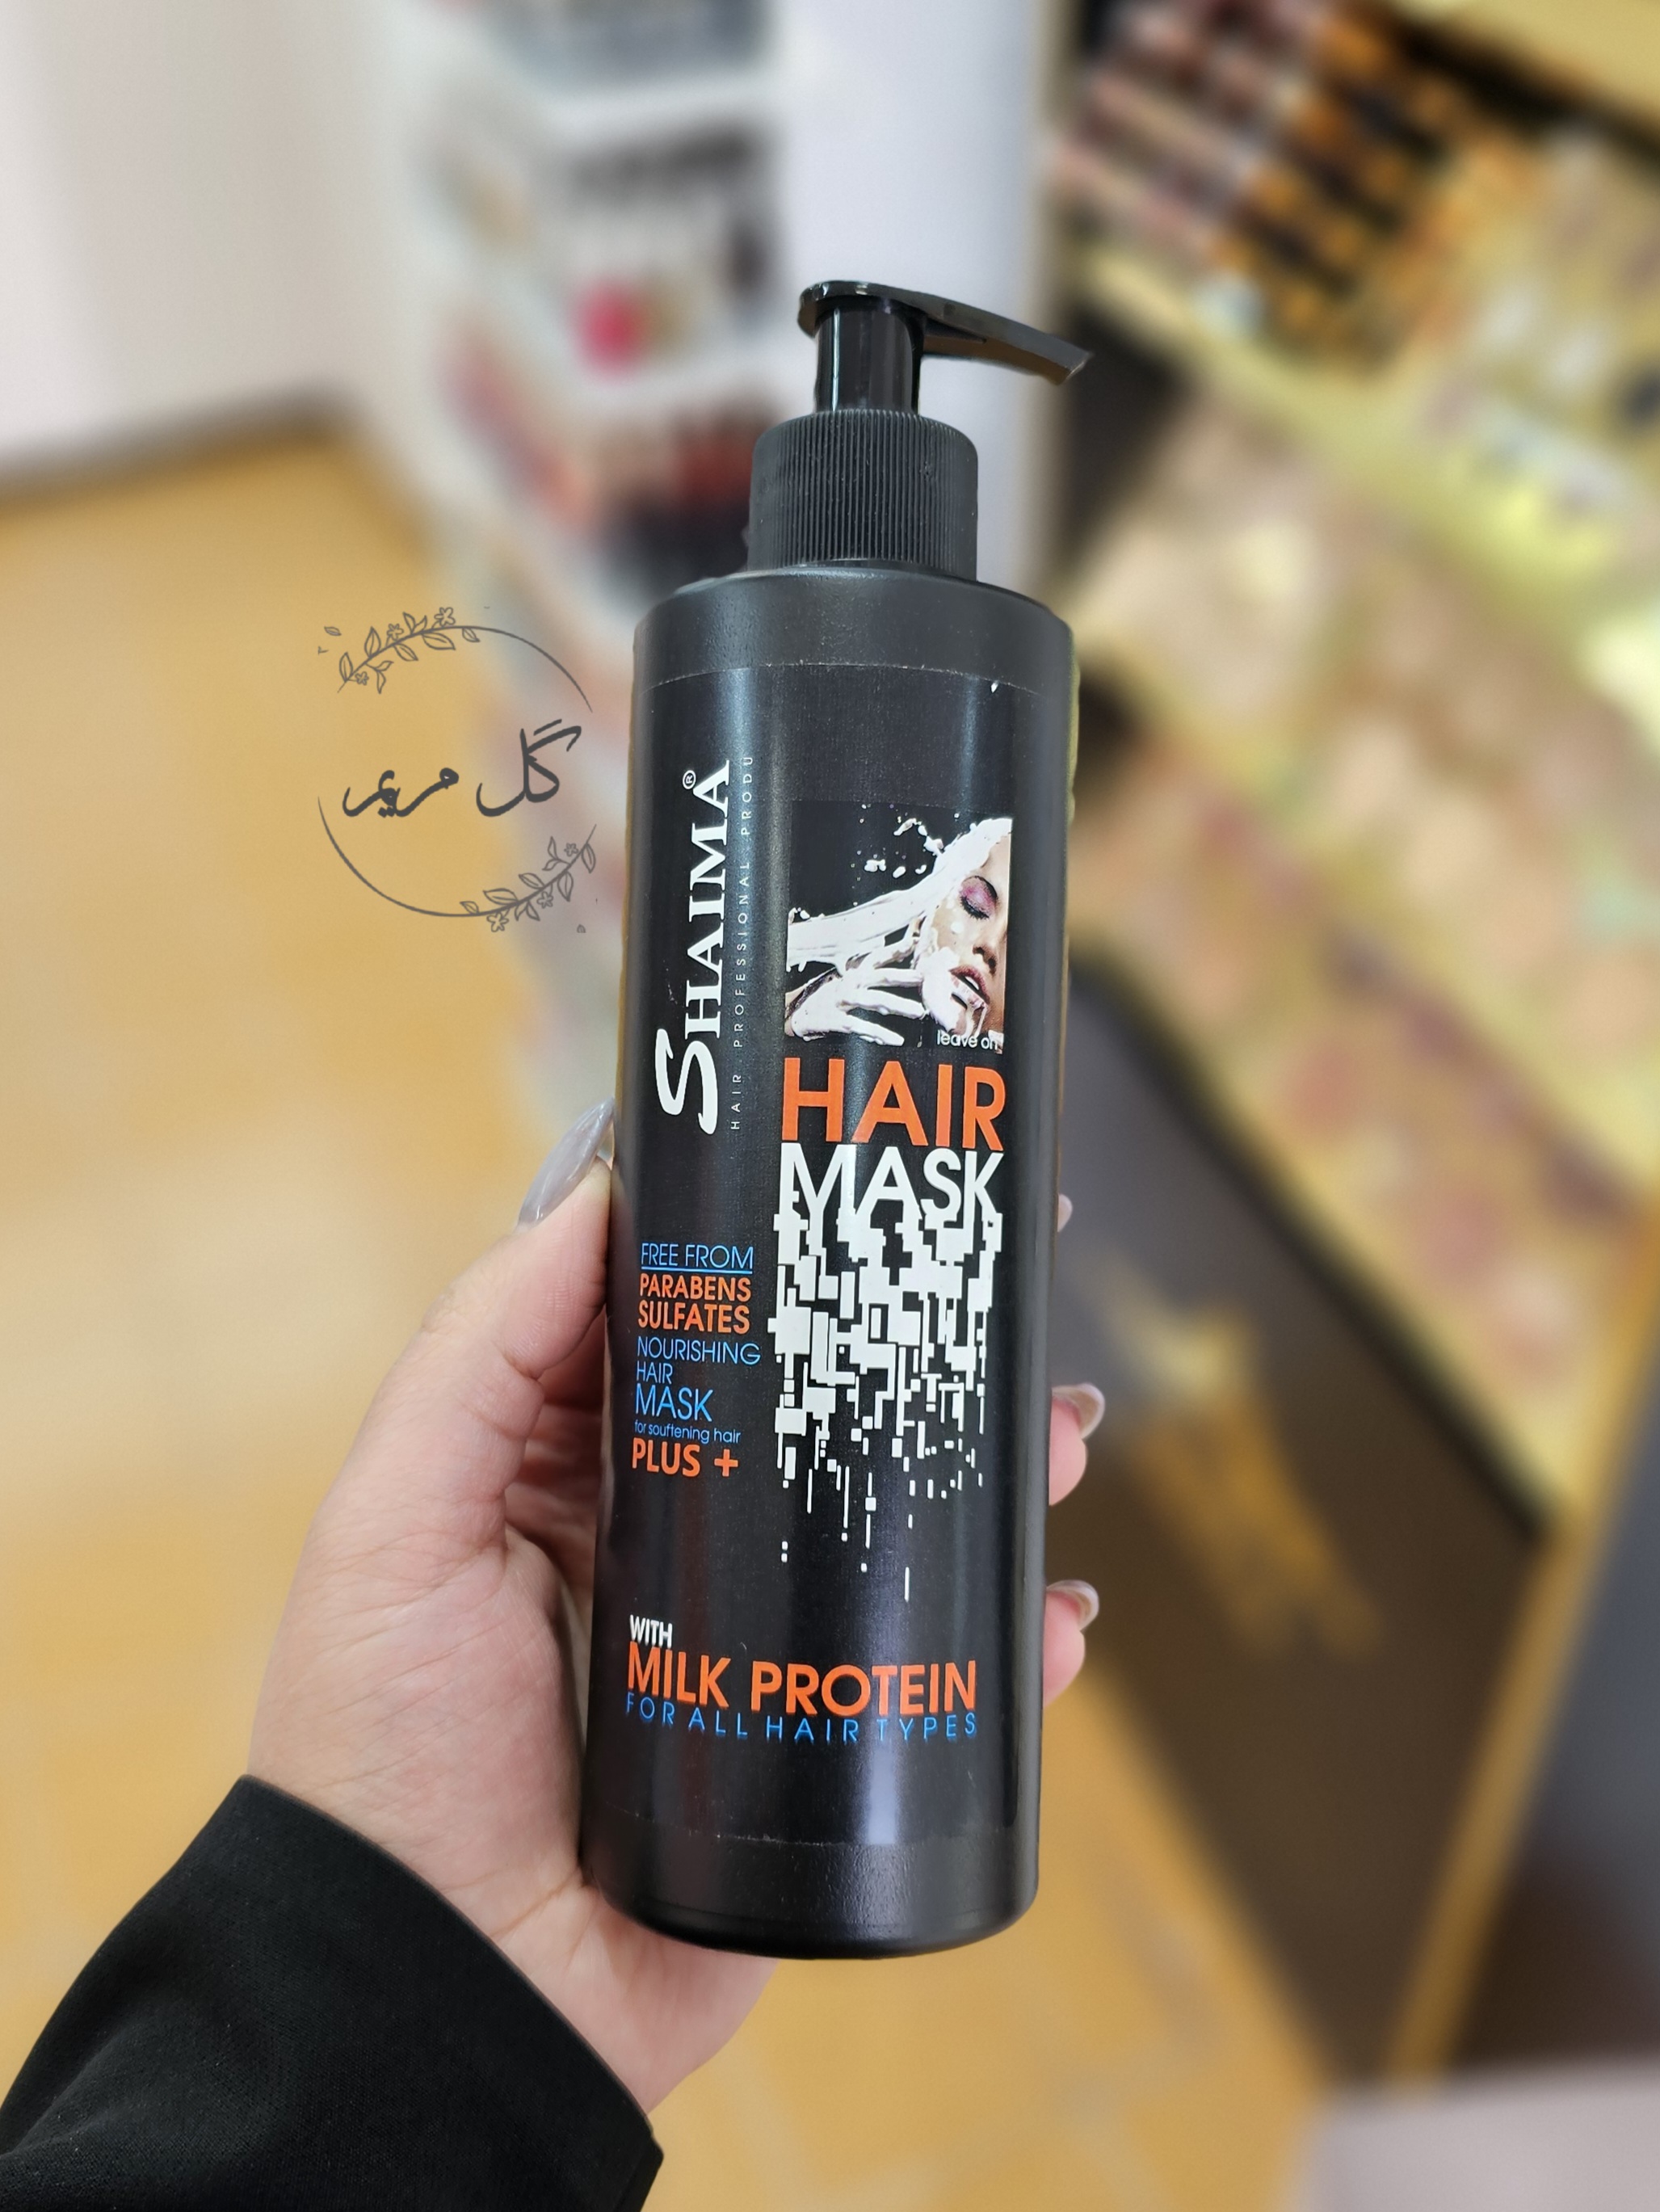 گل مریم
SHAIMA®
HAIR PROFESSIONAL PRODU
leave on
HAIR
MASK
FREE FROM
PARABENS
SULFATES
NOURISHING
HAIR
MASK
for souftening hair
PLUS +
WITH
MILK PROTEIN
FOR ALL HAIR TYPES